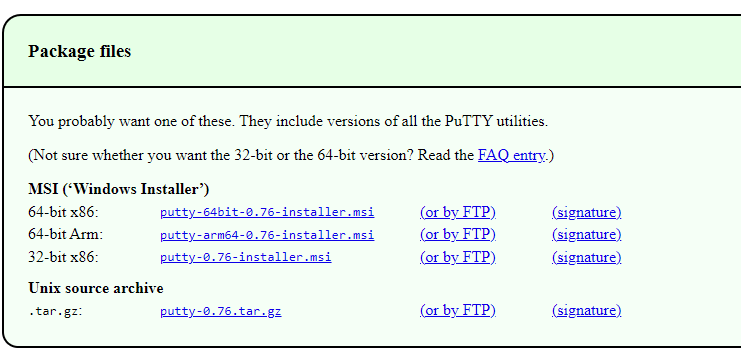 Package files
You probably want one of these. They include versions of all the PuTTY utilities.
(Not sure whether you want the 32-bit or the 64-bit version? Read the FAQ entry.)
MSI (‘Windows Installer’)
64-bit x86: putty-64bit-0.76-installer.msi (or by FTP) (signature)
64-bit Arm: putty-arm64-0.76-installer.msi (or by FTP) (signature)
32-bit x86: putty-0.76-installer.msi (or by FTP) (signature)
Unix source archive
.tar.gz: putty-0.76.tar.gz (or by FTP) (signature)